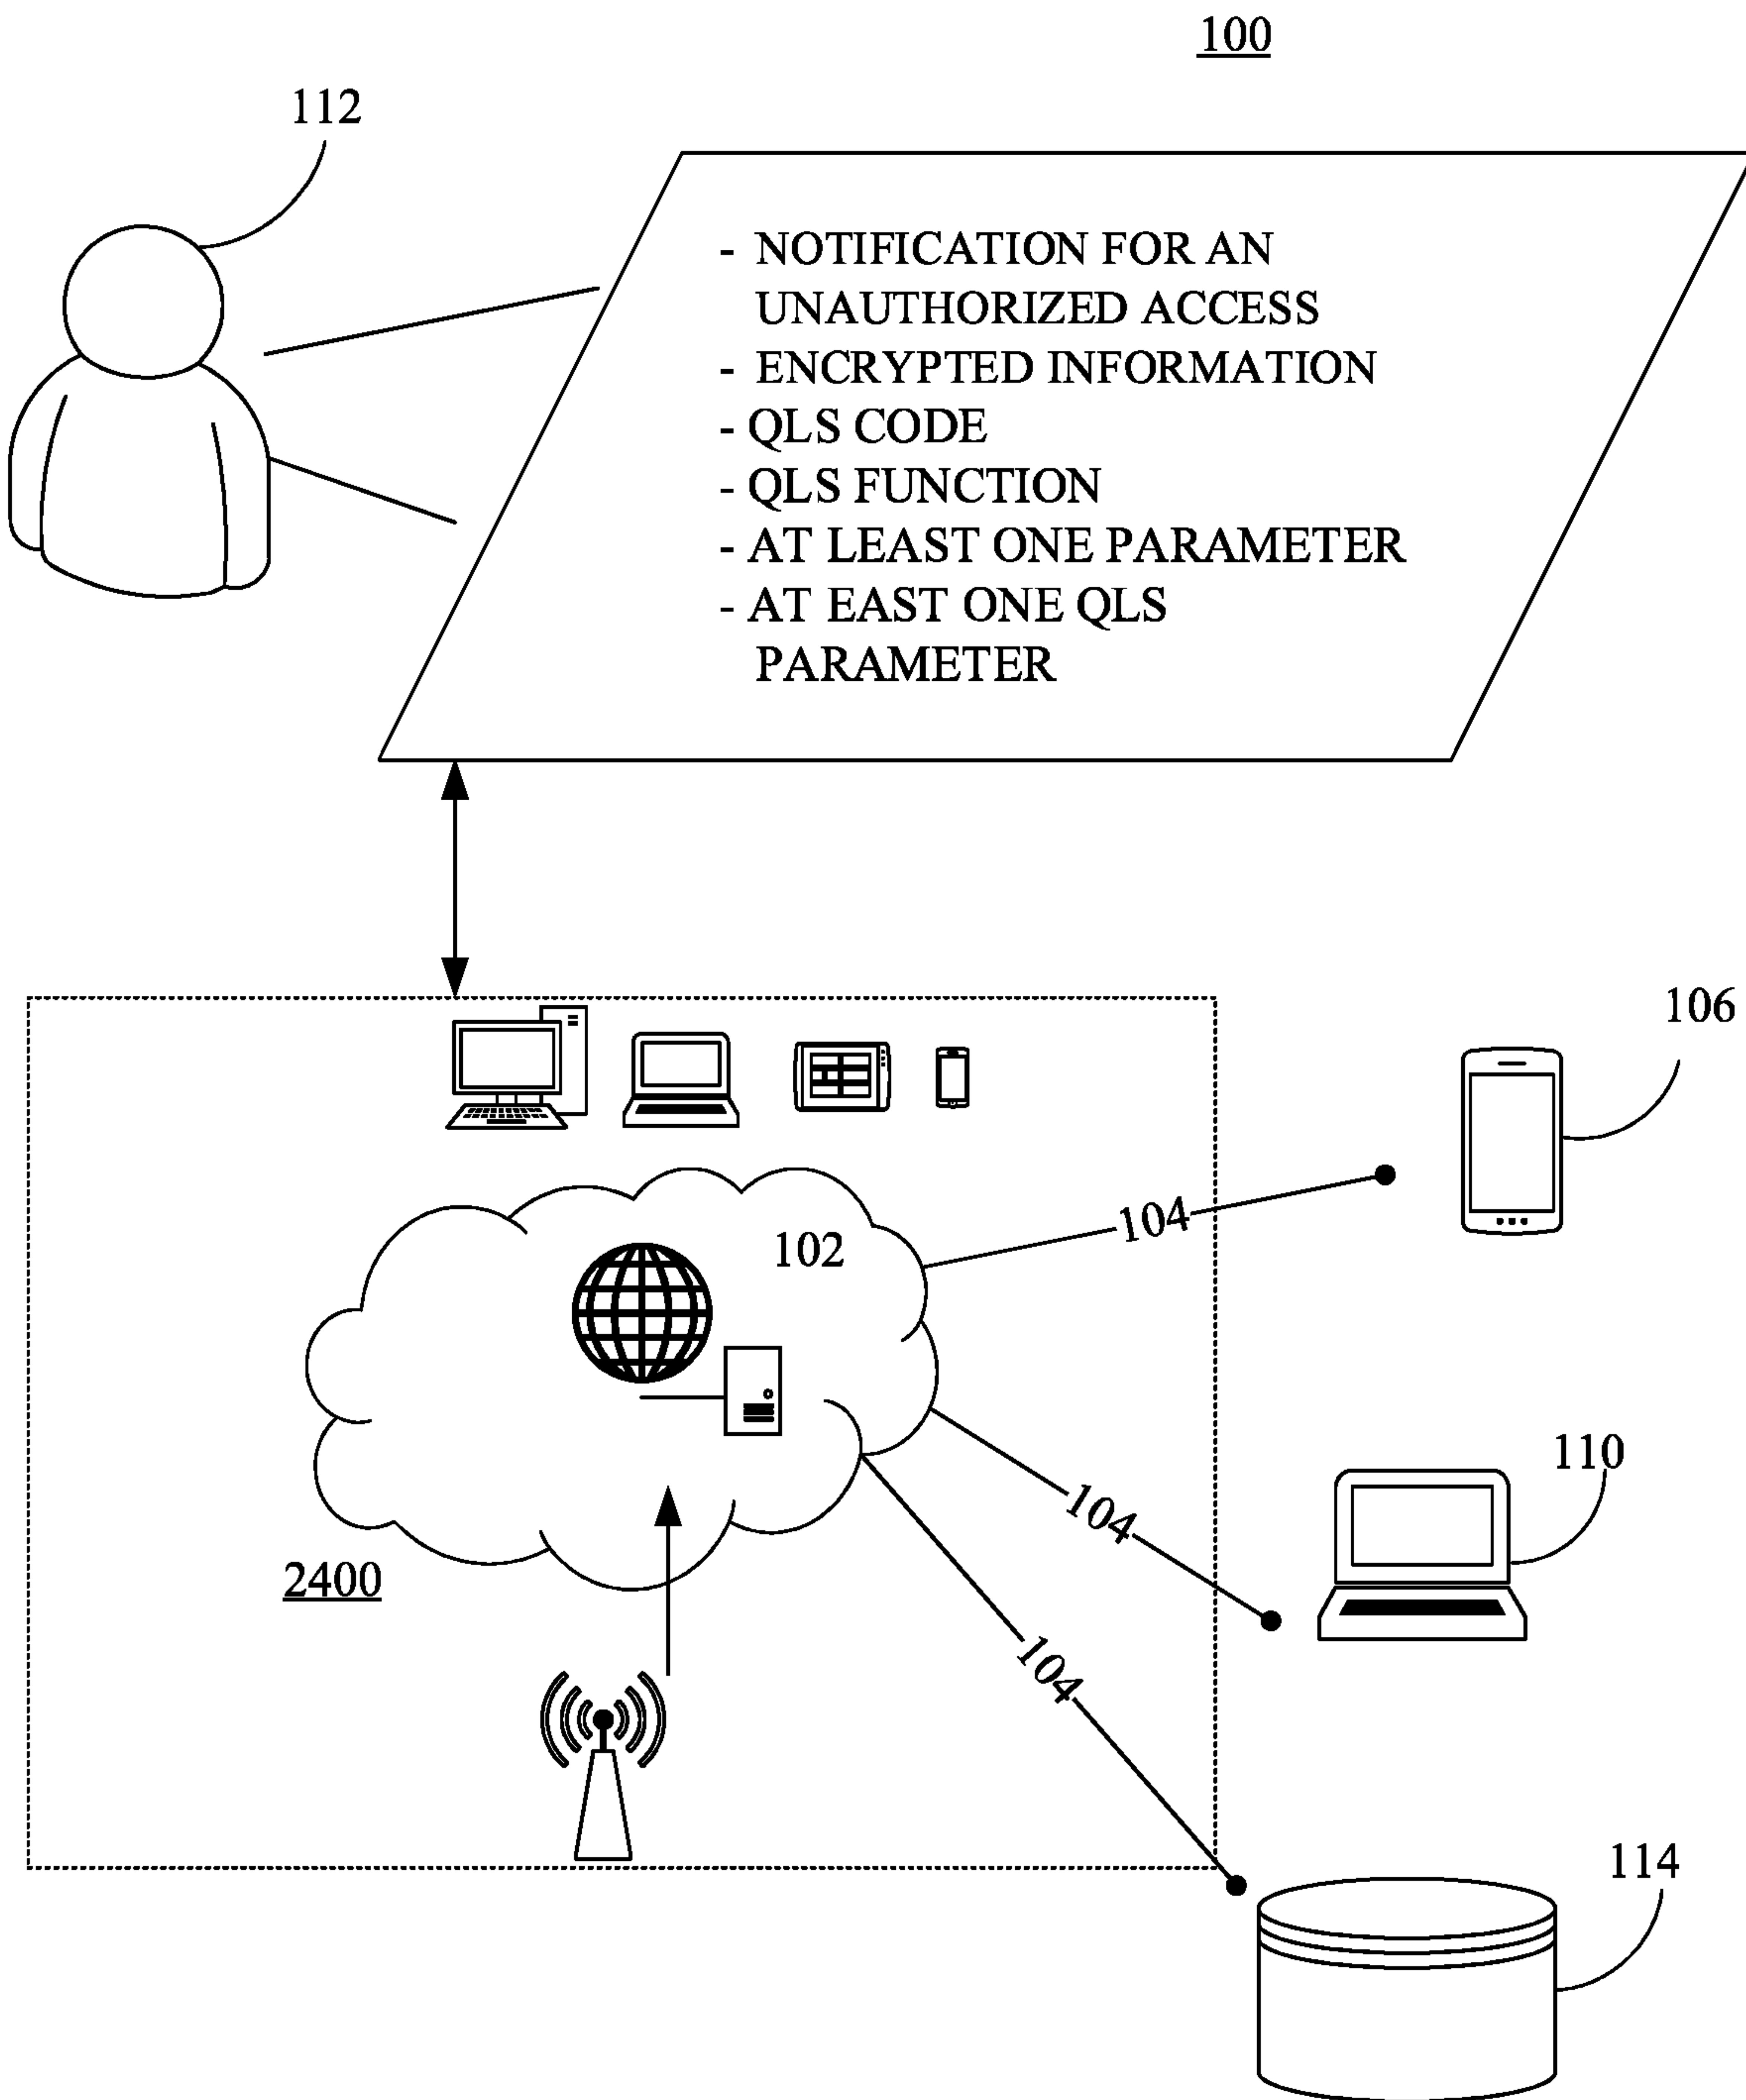 100
112
- NOTIFICATION FOR AN
UNAUTHORIZED ACCESS
- ENCRYPTED INFORMATION
- QLS CODE
- QLS FUNCTION
- AT LEAST ONE PARAMETER
- AT EAST ONE QLS
PARAMETER
106
104
102
110
104
2400
104
114